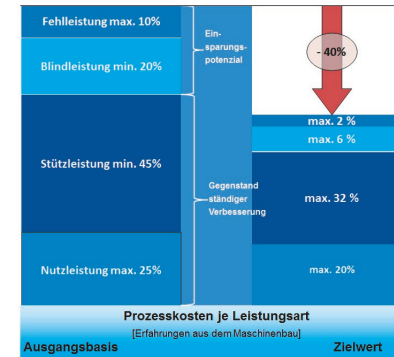 Fehlleistung max. 10%
Blindleistung min. 20%
Stützleistung min. 45%
Nutzleistung max. 25%
Ein-
sparungs-
potenzial
Gegenstand
ständiger
Verbesserung
- 40%
max. 2 %
max. 6 %
max. 32 %
max. 20%
Prozesskosten je Leistungsart
[Erfahrungen aus dem Maschinenbau]
Ausgangsbasis Zielwert